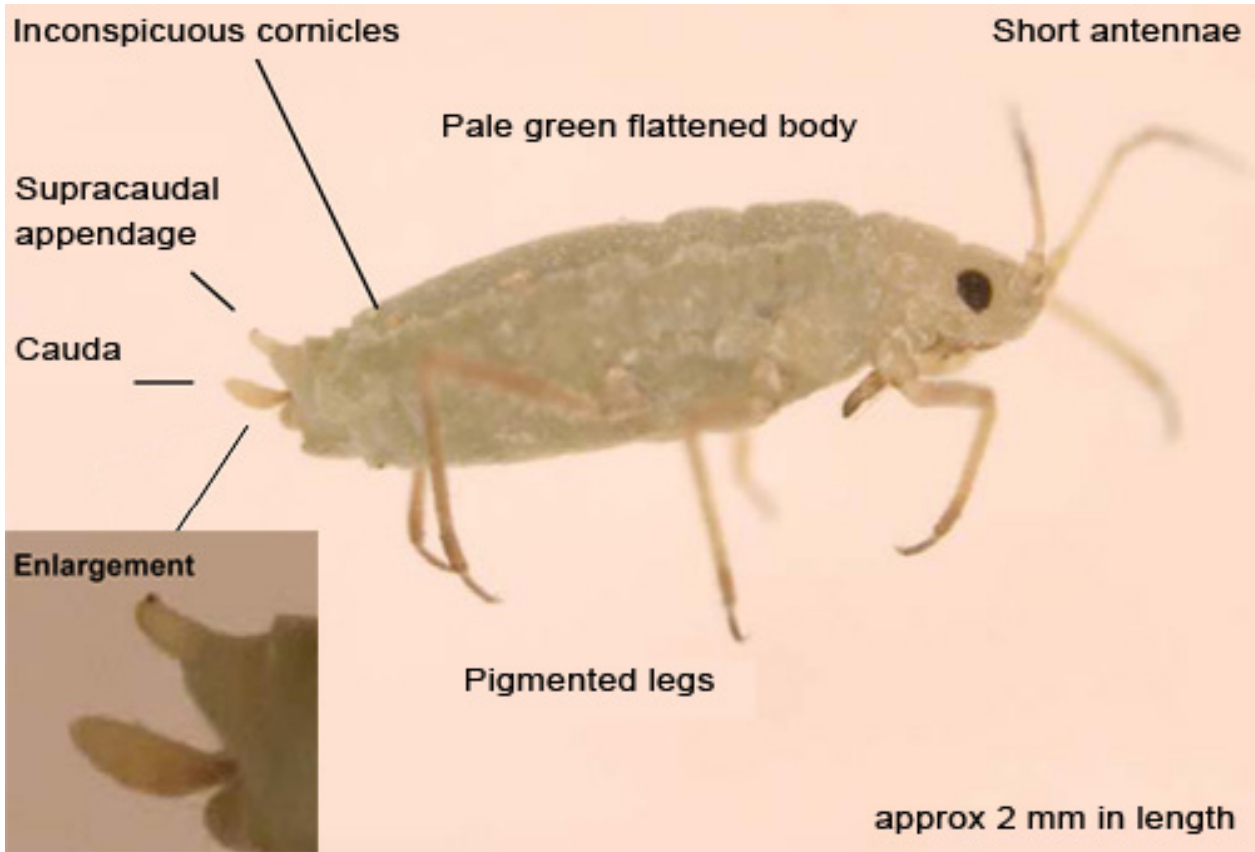 Inconspicuous cornicles
Short antennae
Pale green flattened body
Supracaudal
appendage
Cauda
Enlargement
Pigmented legs
approx 2 mm in length